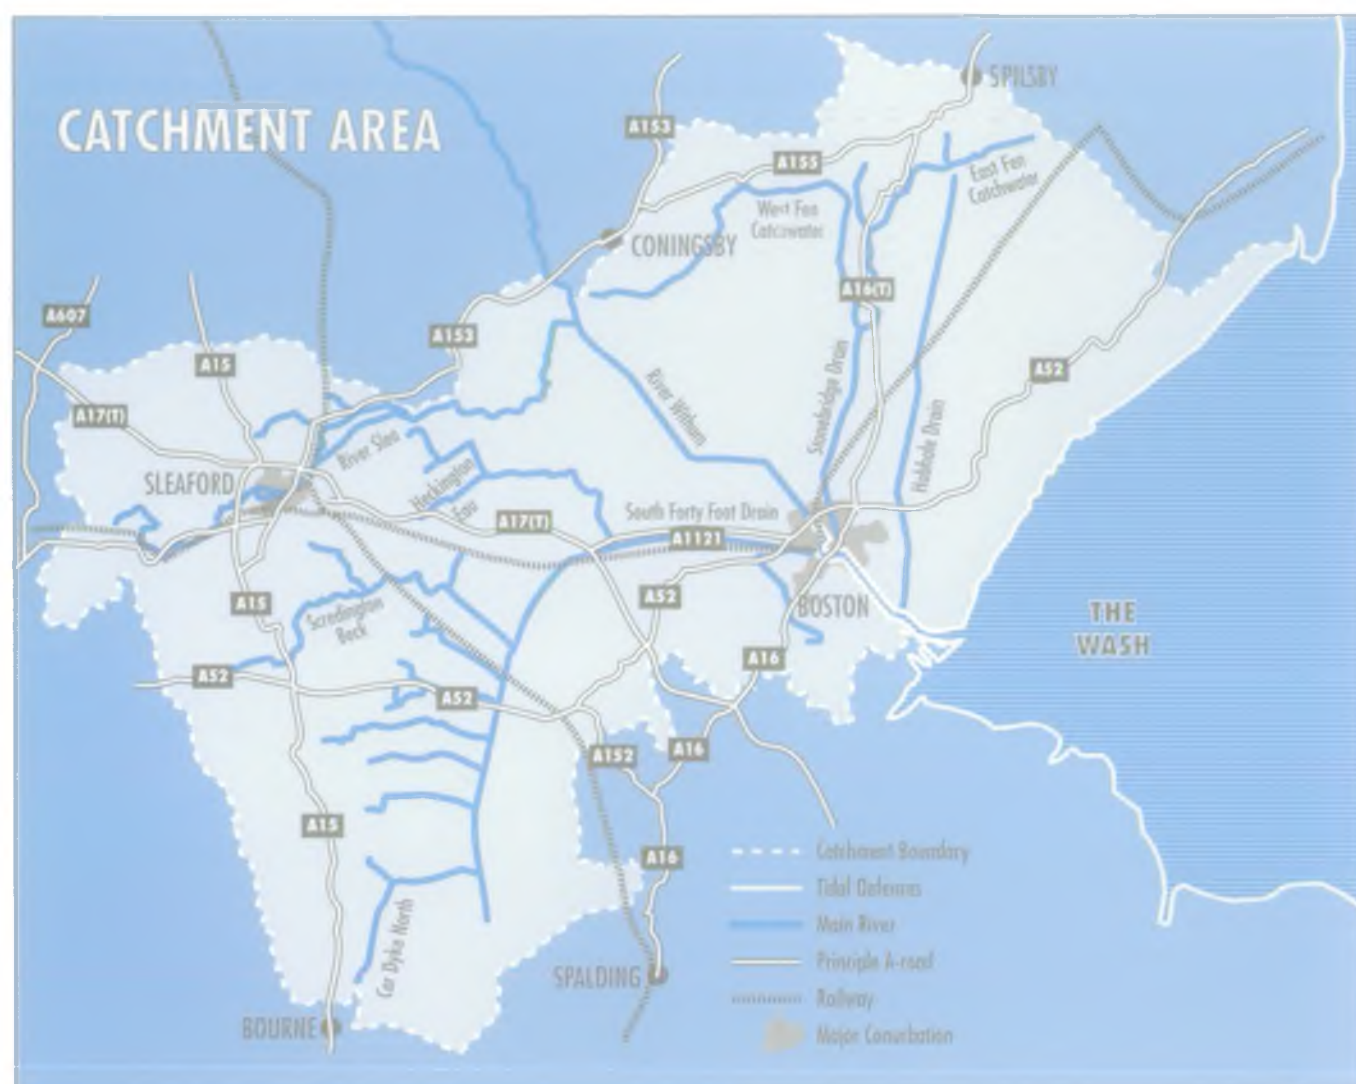 CATCHMENT AREA
SPILSBY
A153
A155
East Fen
Catchwater
West Fen
Catchwater
CONINGSBY
A16(T)
A607
A153
A15
A52
A17(T)
River Witham
Stonebridge Drain
Hobhole Drain
River Slea
SLEAFORD
Heckington
Eau
A17(T)
South Forty Foot Drain
A1121
A15
A52
BOSTON
Scredington
Beck
THE
WASH
A52
A52
A16
A152
A16
A15
A16
Catchment Boundary
Tidal Defences
Main River
Principle A-road
Railway
Major Conurbation
Car Dyke North
SPALDING
BOURNE